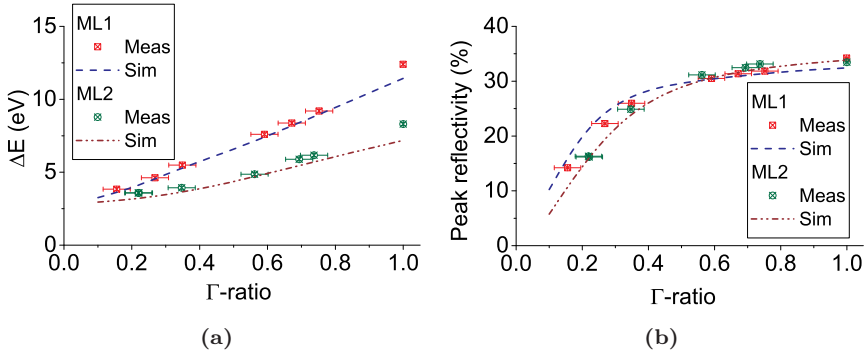 ML1
Meas
Sim
ML2
Meas
Sim
ΔE (eV)
15
10
5
0
0.0 0.2 0.4 0.6 0.8 1.0
Γ-ratio
(a)
Peak reflectivity (%)
40
30
20
10
0
ML1
Meas
Sim
ML2
Meas
Sim
0.0 0.2 0.4 0.6 0.8 1.0
Γ-ratio
(b)